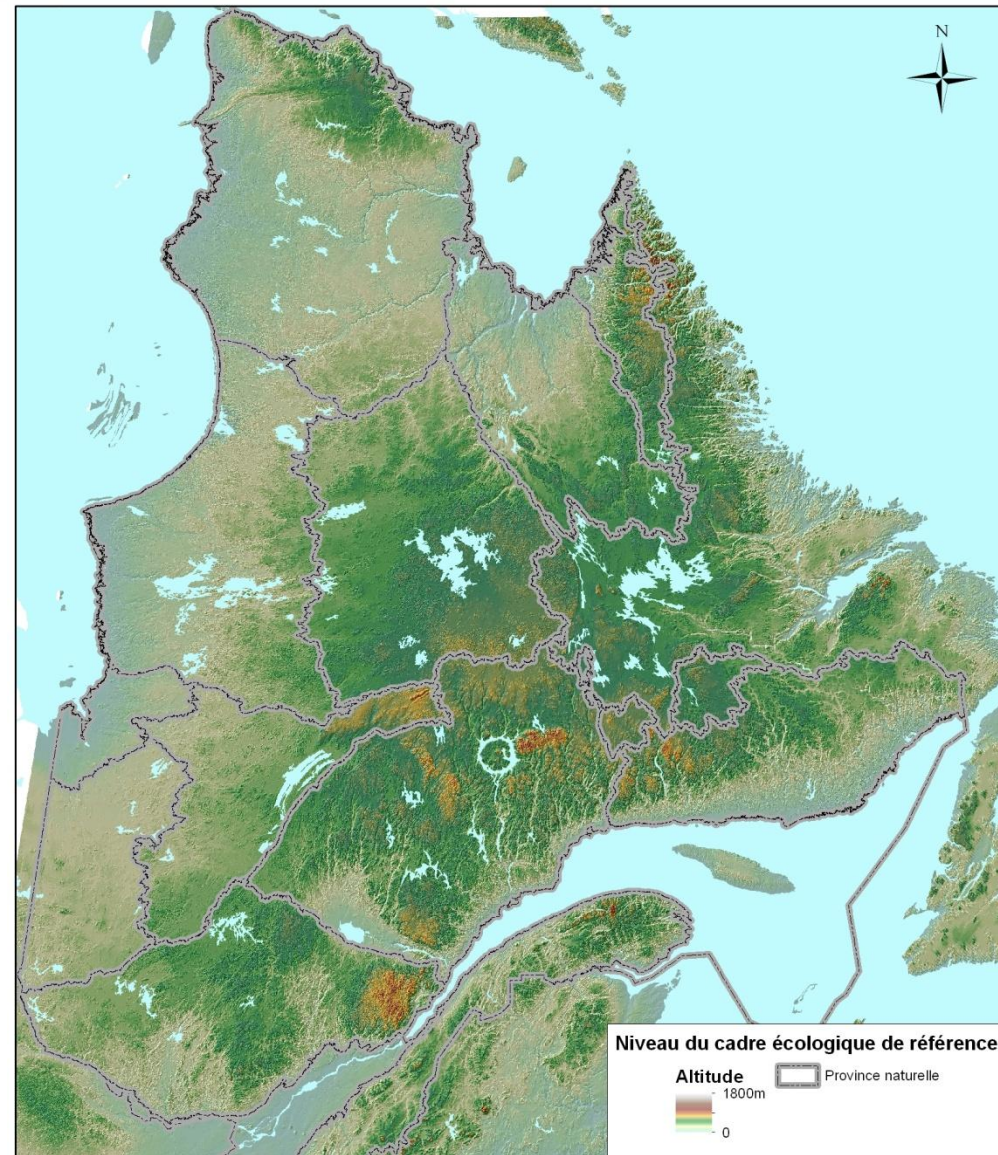 N
Niveau du cadre écologique de référence
Altitude
Province naturelle
1800m
0